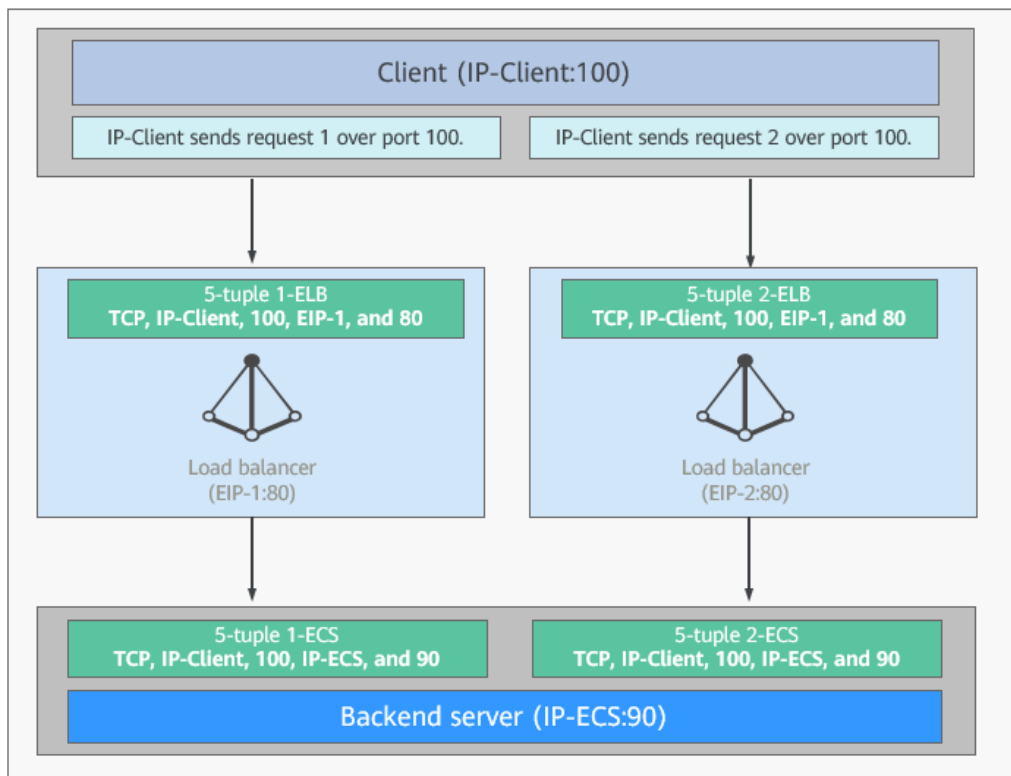 Client (IP-Client:100)
IP-Client sends request 1 over port 100.
IP-Client sends request 2 over port 100.
5-tuple 1-ELB
TCP, IP-Client, 100, EIP-1, and 80
Load balancer
(EIP-1:80)
5-tuple 2-ELB
TCP, IP-Client, 100, EIP-1, and 80
Load balancer
(EIP-2:80)
5-tuple 1-ECS
TCP, IP-Client, 100, IP-ECS, and 90
5-tuple 2-ECS
TCP, IP-Client, 100, IP-ECS, and 90
Backend server (IP-ECS:90)